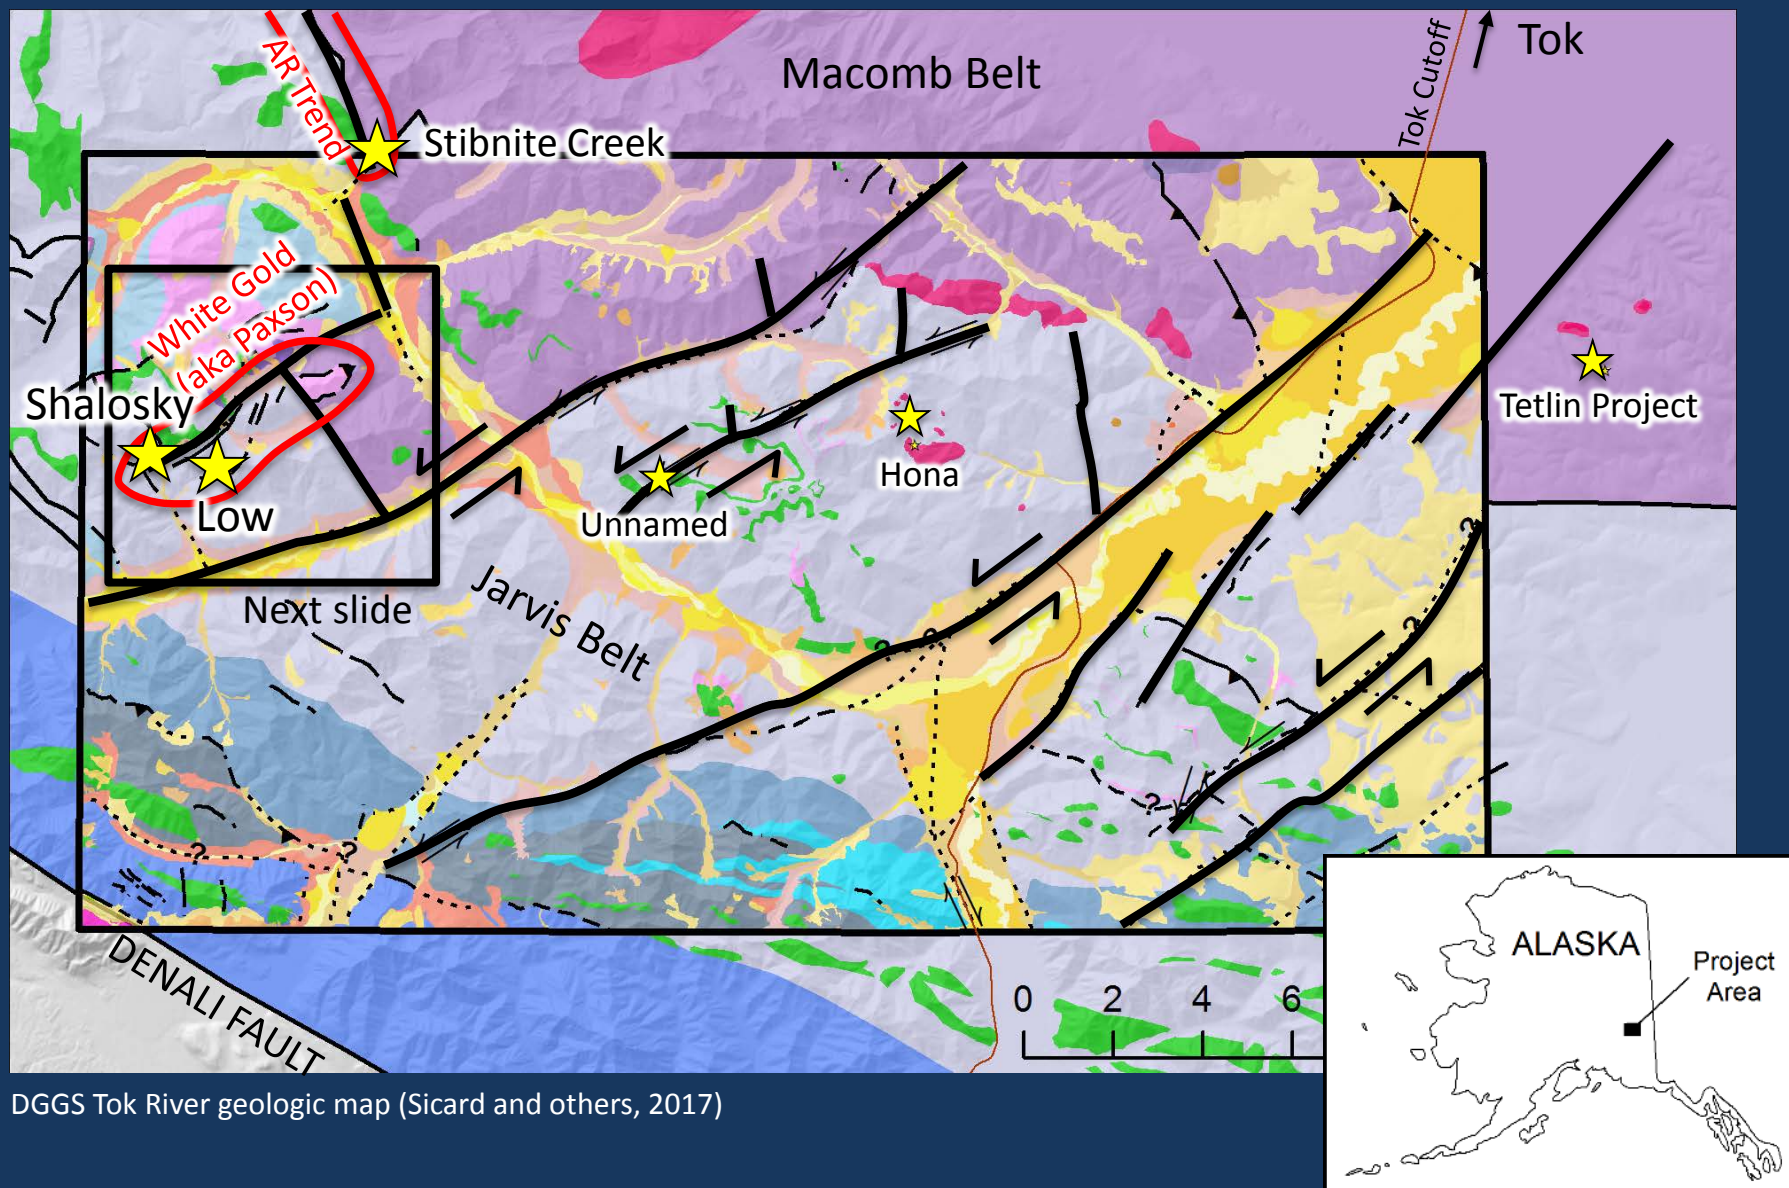 Macomb Belt
Tok
Tok Cutoff
AR Trend
Stibnite Creek
White Gold
(aka Paxson)
Shalosky
Low
Tetlin Project
Hona
Unnamed
Next slide
Jarvis Belt
?
?
?
?
?
?
?
DENALI FAULT
0 2 4 6
ALASKA
Project
Area
DGGS Tok River geologic map (Sicard and others, 2017)